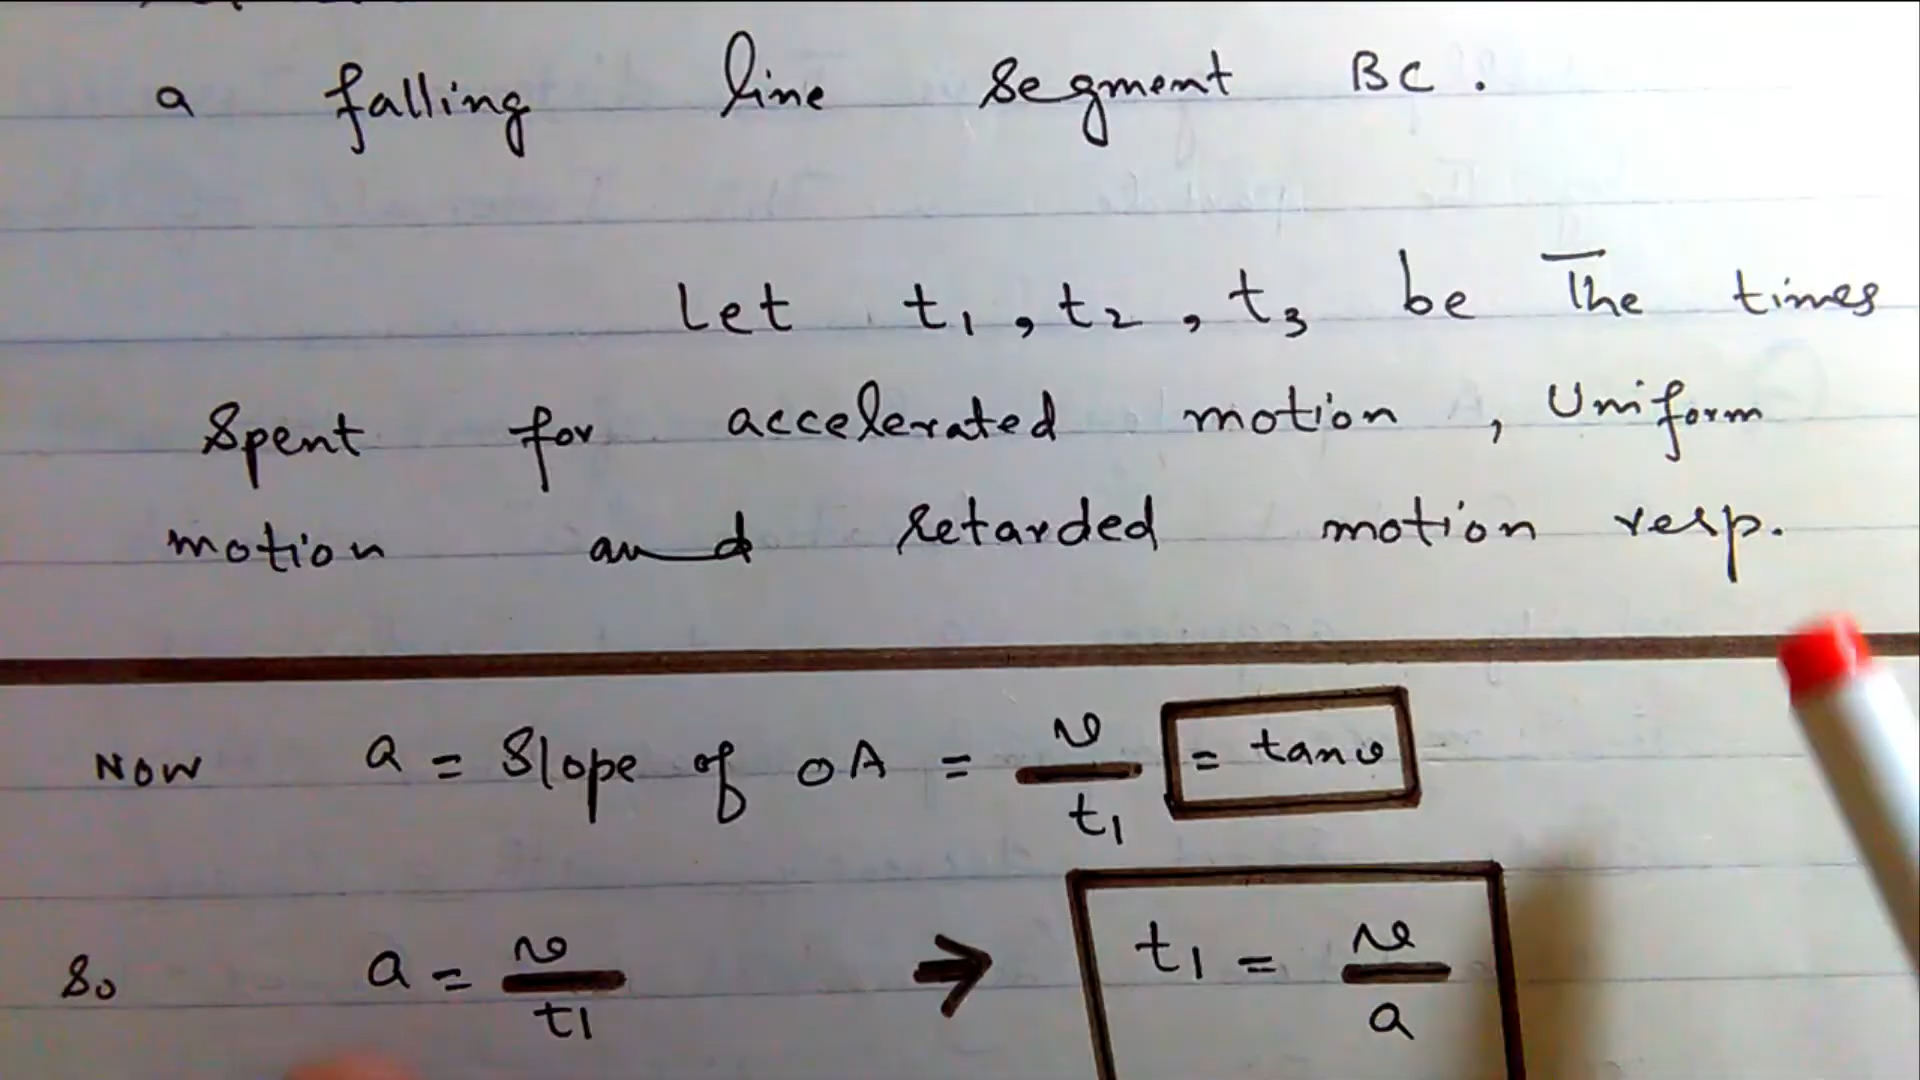 a falling line segment BC.
Let t₁, t₂, t₃ be The times
spent for accelerated motion, Uniform
motion and retarded motion resp.
NOW a = Slope of OA = v/t₁ = tanθ
So a = v/t₁ → t₁ = v/a